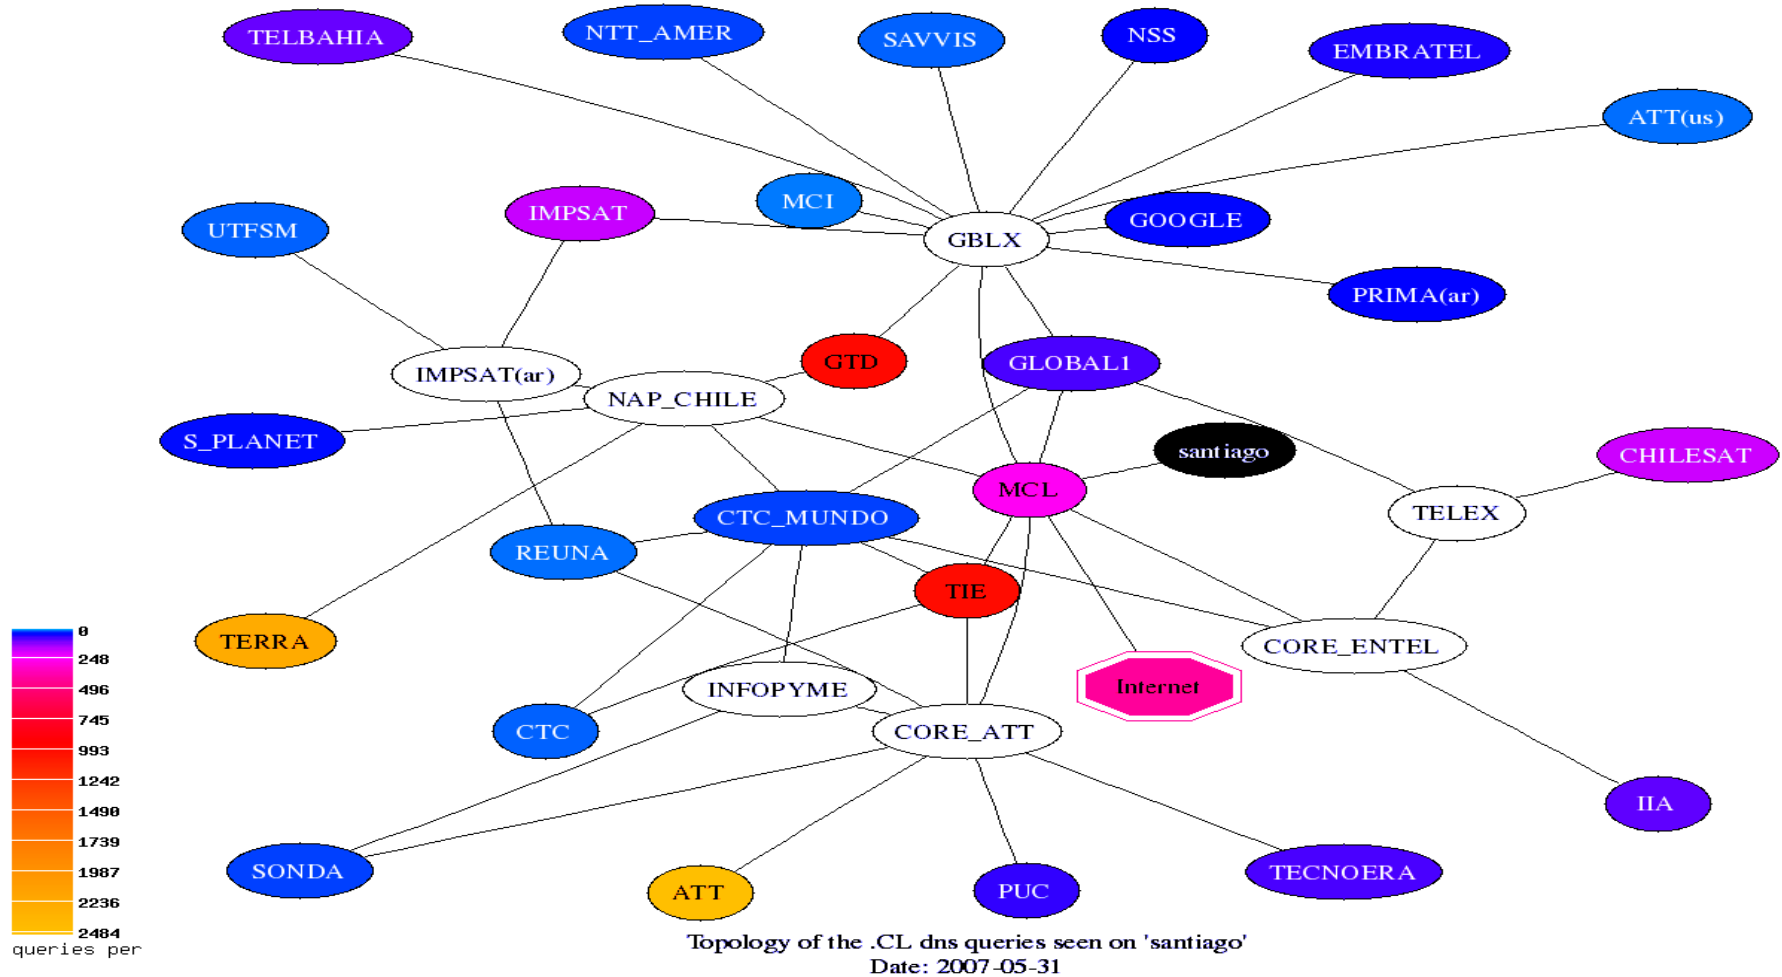 TELBAHIA
NTT_AMER
SAVVIS
NSS
EMBRATEL
ATT(us)
UTFSM
IMPSAT
MCI
GBLX
GOOGLE
PRIMA(ar)
IMPSAT(ar)
NAP_CHILE
GTD
GLOBAL1
S_PLANET
santiago
CHILESAT
MCL
CTC_MUNDO
TELEX
REUNA
TIE
TERRA
CORE_ENTEL
INFOPYME
Internet
CTC
CORE_ATT
IIA
SONDA
ATT
PUC
TECNOERA
0
248
496
745
993
1242
1490
1739
1987
2236
2484
queries per
Topology of the .CL dns queries seen on 'santiago'
Date: 2007-05-31